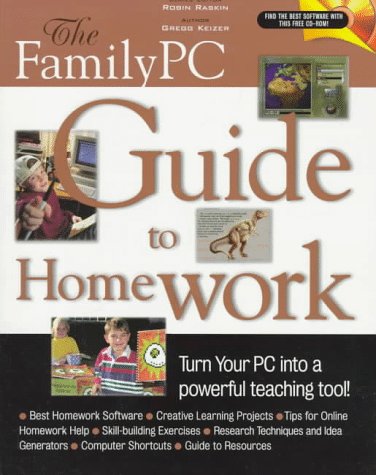 ROBIN RASKIN
AUTHOR
GREGG KEIZER
FIND THE BEST SOFTWARE WITH
THIS FREE CD-ROM!
The
FamilyPC
Guide
to
Homework
Turn Your PC into a
powerful teaching tool!
• Best Homework Software • Creative Learning Projects • Tips for Online
Homework Help • Skill-building Exercises • Research Techniques and Idea
Generators • Computer Shortcuts • Guide to Resources